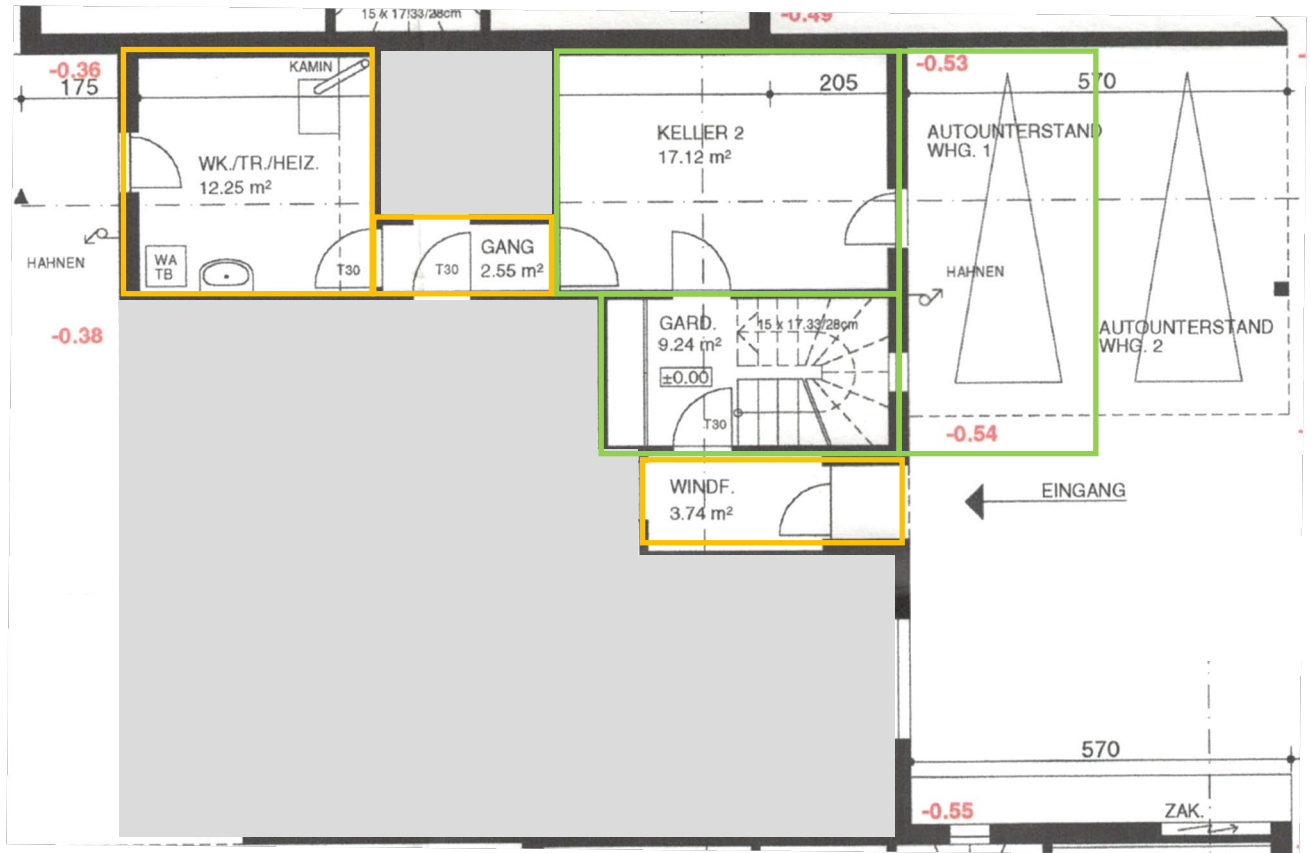 15 x 17.33/28cm
-0.49
-0.36
175
KAMIN
205
-0.53
570
KELLER 2
17.12 m²
AUTOUNTERSTAND
WHG. 1
WK./TR./HEIZ.
12.25 m²
HAHNEN
WA
TB
T30
T30
GANG
2.55 m²
HAHNEN
-0.38
GARD.
9.24 m²
±0.00
15 x 17.33/28cm
T30
AUTOUNTERSTAND
WHG. 2
-0.54
WINDF.
3.74 m²
EINGANG
570
-0.55
ZAK.